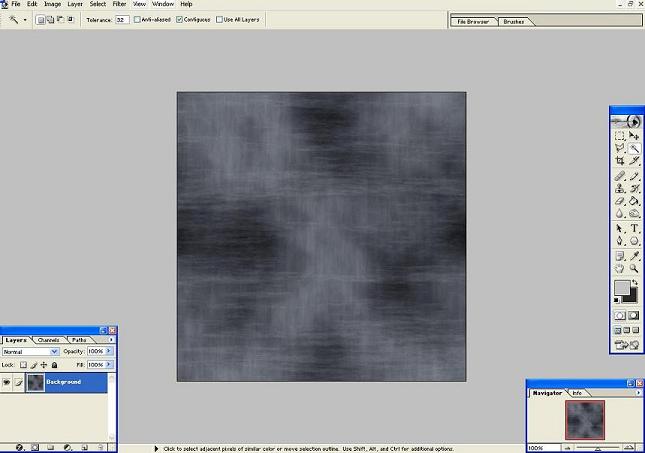 File Edit Image Layer Select Filter View Window Help
Tolerance: 32 Anti-aliased Contiguous Use All Layers File Browser Brushes
Layers Channels Paths
Normal Opacity: 100%
Lock: Fill: 100%
Background
Navigator Info
100%
Click to select adjacent pixels of similar color or move selection outline. Use Shift, Alt, and Ctrl for additional options.